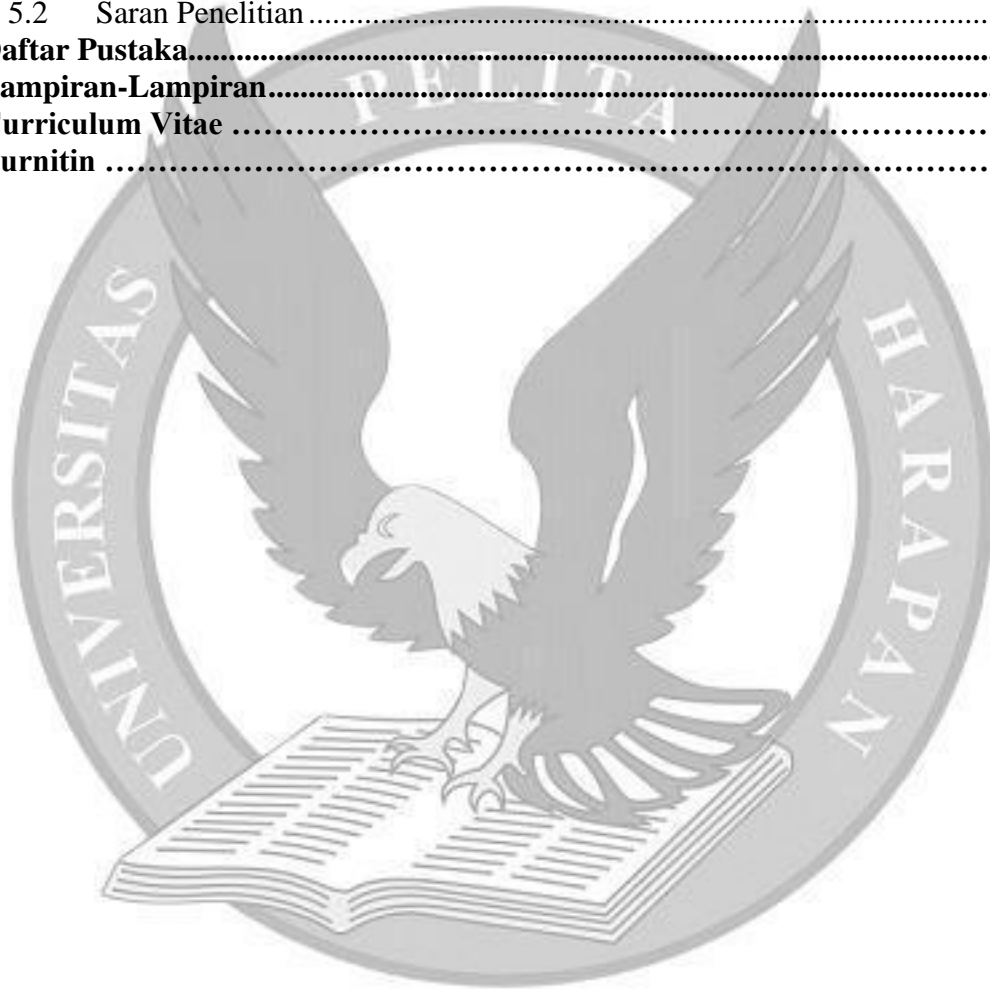 5.2 Saran Penelitian ............................................................................................
aftar Pustaka............................................................................................................
ampiran-Lampiran..................................................................................................
urriculum Vitae ……………………………………………………………………
urnitin ………………………………………………………………………………
PELITA
UNIVERSITAS
HARAPAN